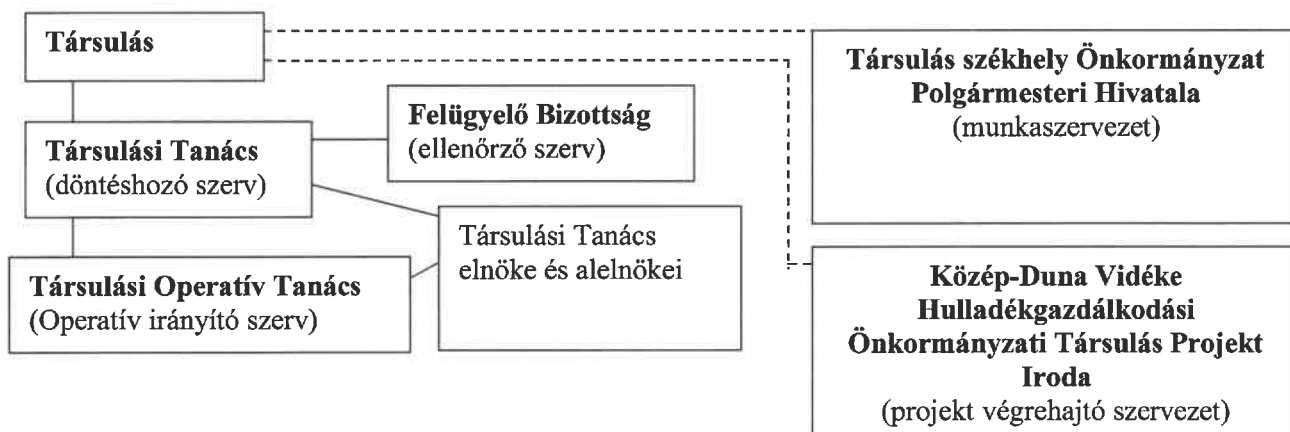 Társulás
Társulási Tanács
(döntéshozó szerv)
Felügyelő Bizottság
(ellenőrző szerv)
Társulási Tanács
elnöke és alelnökei
Társulási Operatív Tanács
(Operatív irányító szerv)
Társulás székhely Önkormányzat
Polgármesteri Hivatala
(munkaszervezet)
Közép-Duna Vidéke
Hulladékgazdálkodási
Önkormányzati Társulás Projekt
Iroda
(projekt végrehajtó szervezet)